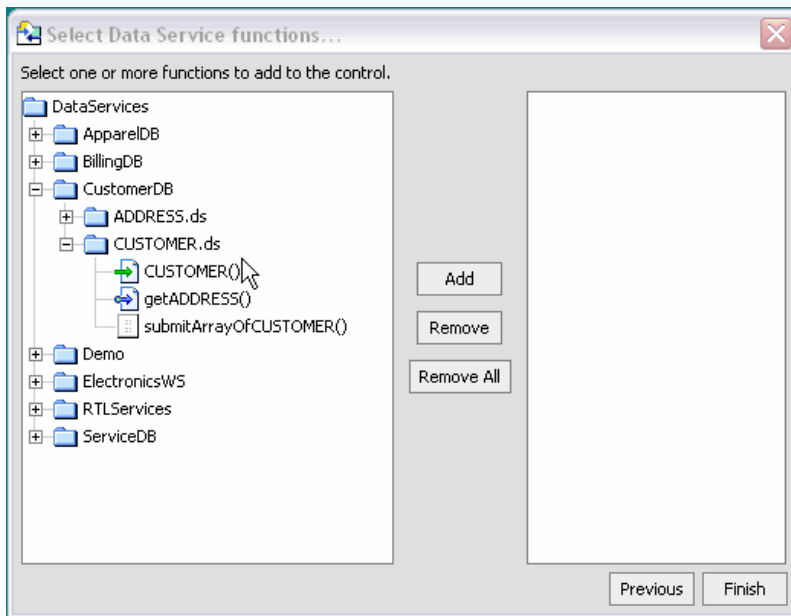 Select Data Service functions...
Select one or more functions to add to the control.
DataServices
ApparelDB
BillingDB
CustomerDB
ADDRESS.ds
CUSTOMER.ds
CUSTOMER()
getADDRESS()
submitArrayOfCUSTOMER()
Demo
ElectronicsWS
RTLServices
ServiceDB
Add
Remove
Remove All
Previous
Finish